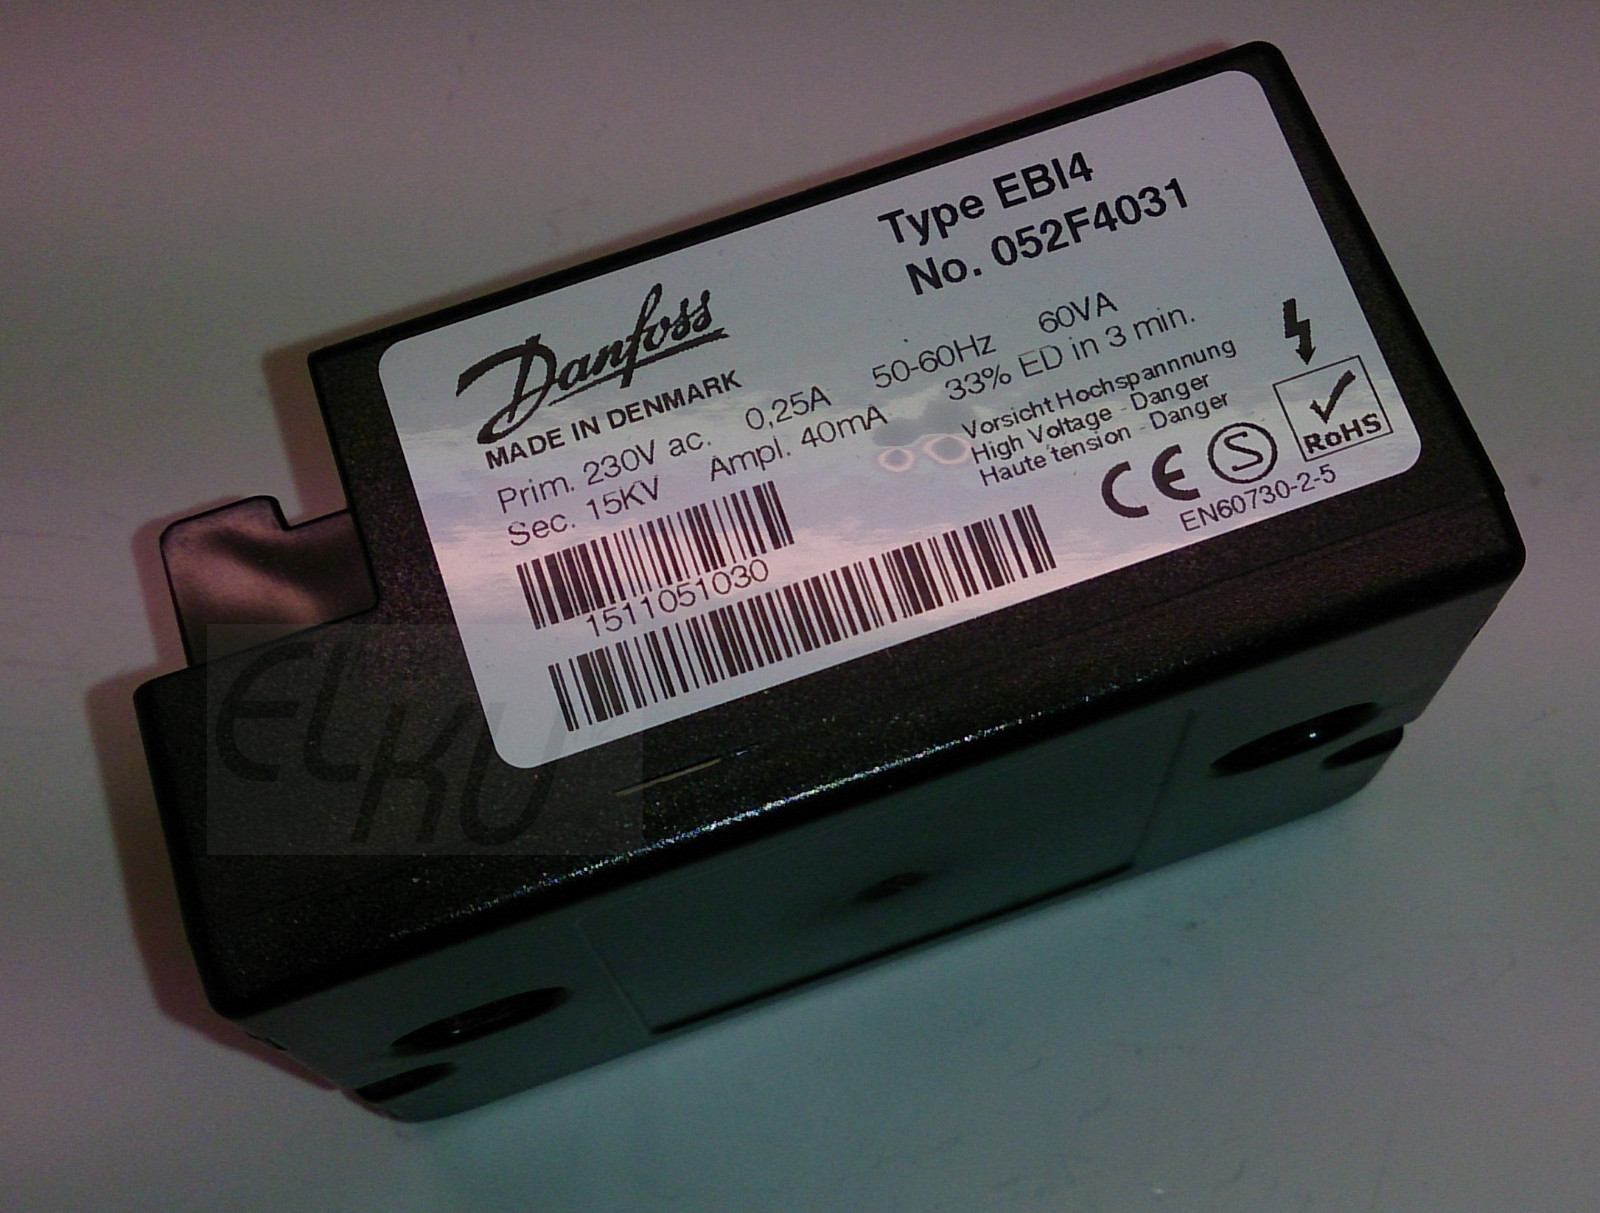 Type EBI4
No. 052F4031
Danfoss
MADE IN DENMARK
Prim. 230V ac. 0,25A 50-60Hz 60VA
Sec. 15KV Ampl. 40mA 33% ED in 3 min.
Vorsicht Hochspannnung
High Voltage - Danger
Haute tension - Danger
CE S RoHS
EN60730-2-5
1511051030
ELKU